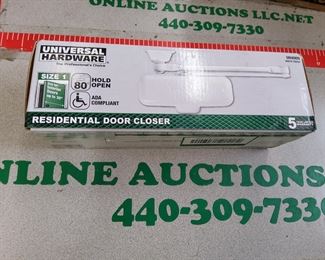 ONLINE AUCTIONS LLC.NET
440-309-7330
UNIVERSAL
HARDWARE
The Professional's Choice
SIZE 1
80
HOLD
OPEN
ADA
COMPLIANT
RESIDENTIAL DOOR CLOSER
5
NLINE AUCTIONS
440-309-7330